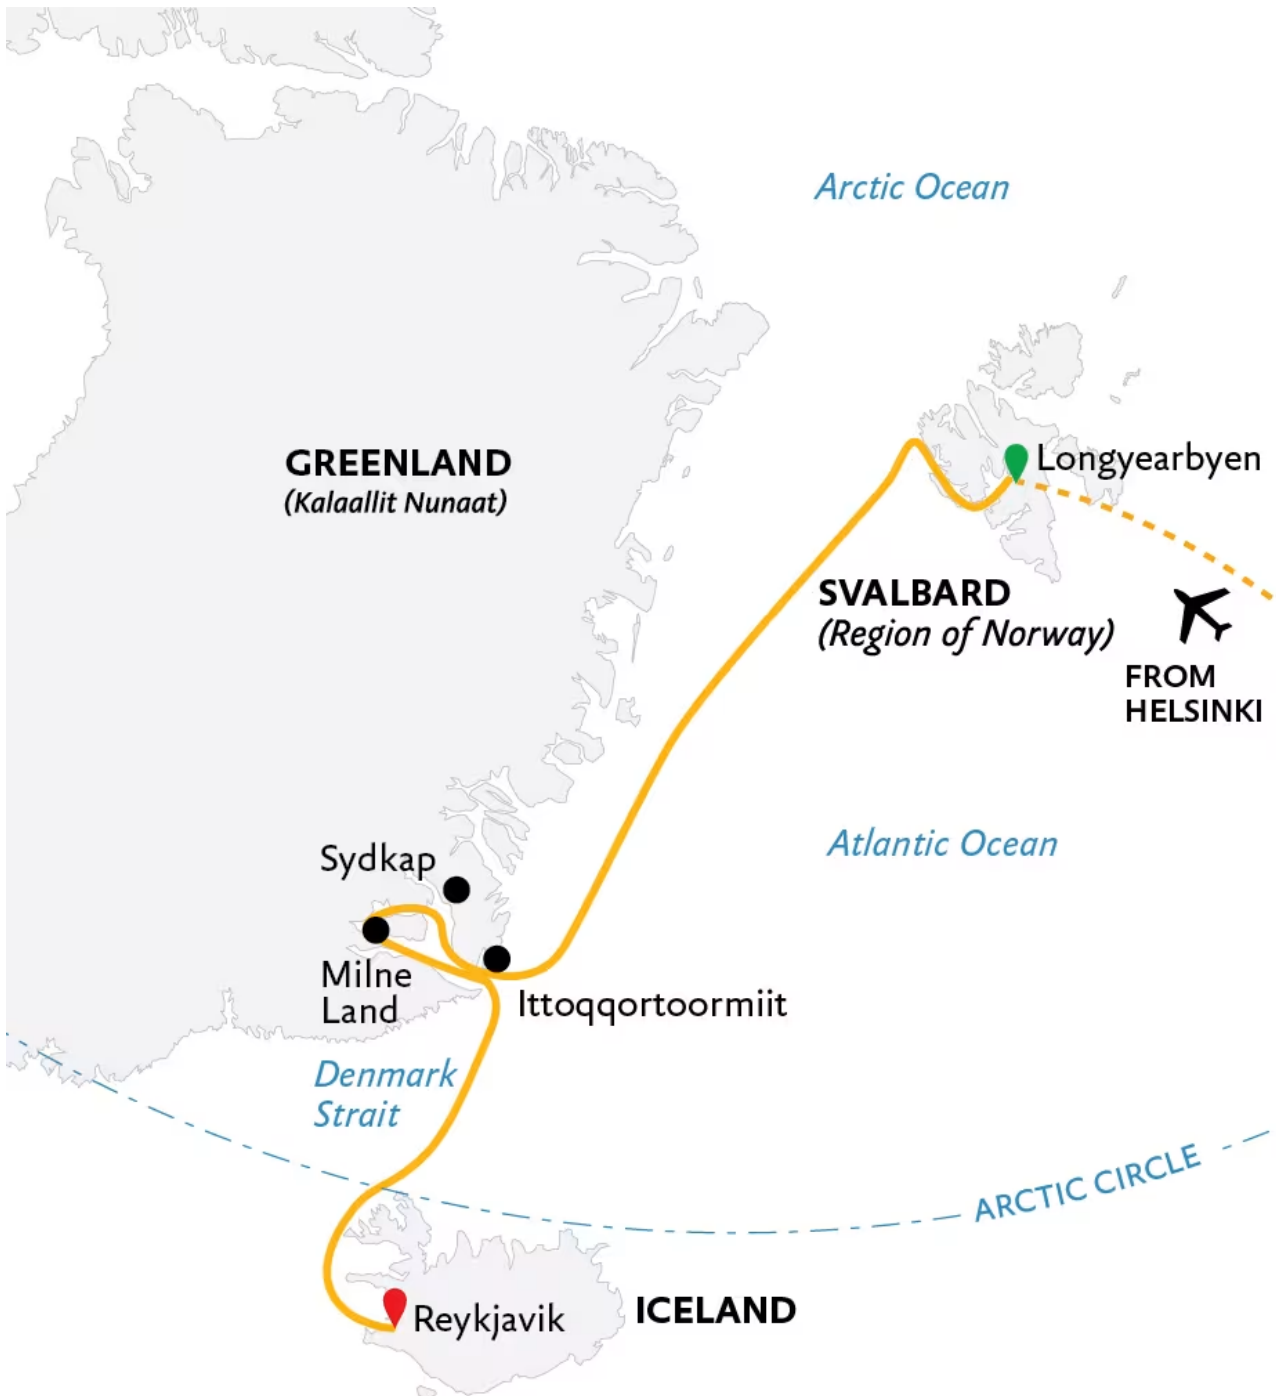 Arctic Ocean
GREENLAND
(Kalaallit Nunaat)
Longyearbyen
SVALBARD
(Region of Norway)
FROM
HELSINKI
Atlantic Ocean
Sydkap
Milne
Land
Ittoqqortoormiit
Denmark
Strait
ARCTIC CIRCLE
Reykjavik
ICELAND